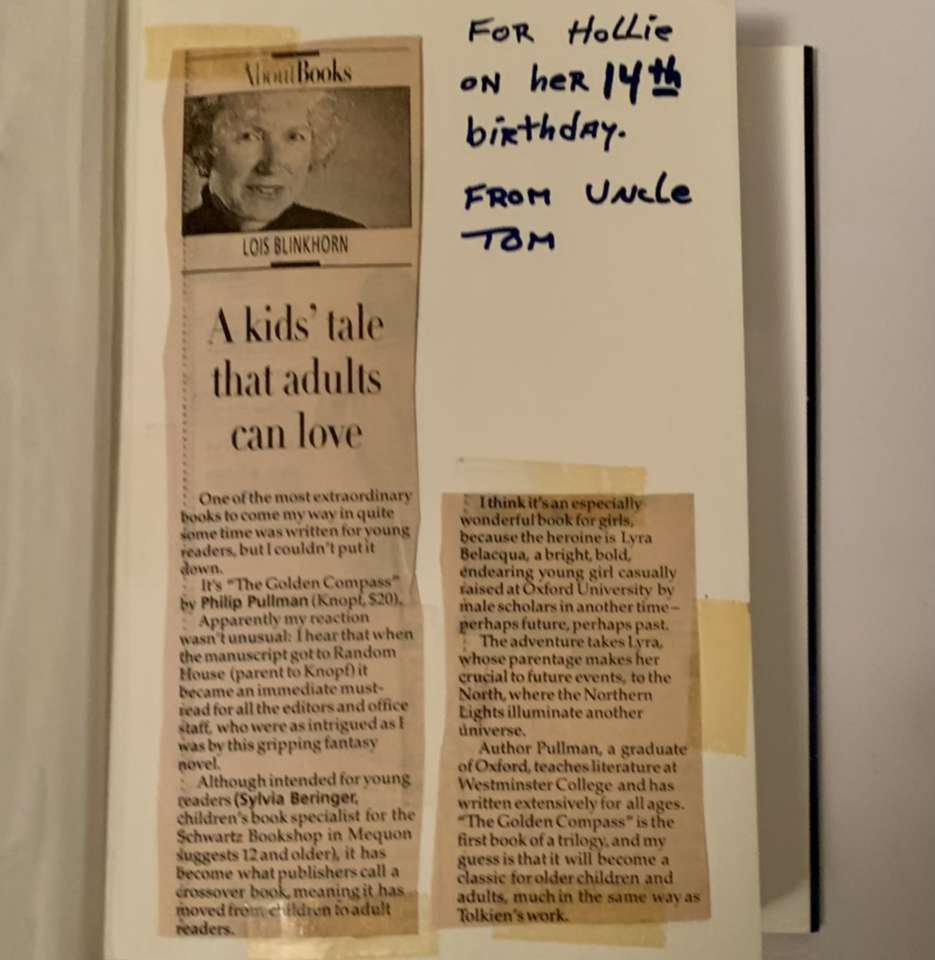 About Books
LOIS BLINKHORN
A kids' tale
that adults
can love
One of the most extraordinary
books to come my way in quite
some time was written for young
readers, but I couldn't put it
down.
It's "The Golden Compass"
by Philip Pullman (Knopf, $20).
Apparently my reaction
wasn't unusual: I hear that when
the manuscript got to Random
House (parent to Knopf) it
became an immediate must-
read for all the editors and office
staff, who were as intrigued as I
was by this gripping fantasy
novel.
Although intended for young
readers (Sylvia Beringer,
children's book specialist for the
Schwartz Bookshop in Mequon
suggests 12 and older), it has
become what publishers call a
crossover book, meaning it has
moved from children to adult
readers.
FOR Hollie
ON heR 14th
biRthdAy.
FROM UNcle
TOM
I think it's an especially
wonderful book for girls,
because the heroine is Lyra
Belacqua, a bright, bold,
endearing young girl casually
raised at Oxford University by
male scholars in another time—
perhaps future, perhaps past.
The adventure takes Lyra,
whose parentage makes her
crucial to future events, to the
North, where the Northern
Lights illuminate another
universe.
Author Pullman, a graduate
of Oxford, teaches literature at
Westminster College and has
written extensively for all ages.
"The Golden Compass" is the
first book of a trilogy, and my
guess is that it will become a
classic for older children and
adults, much in the same way as
Tolkien's work.